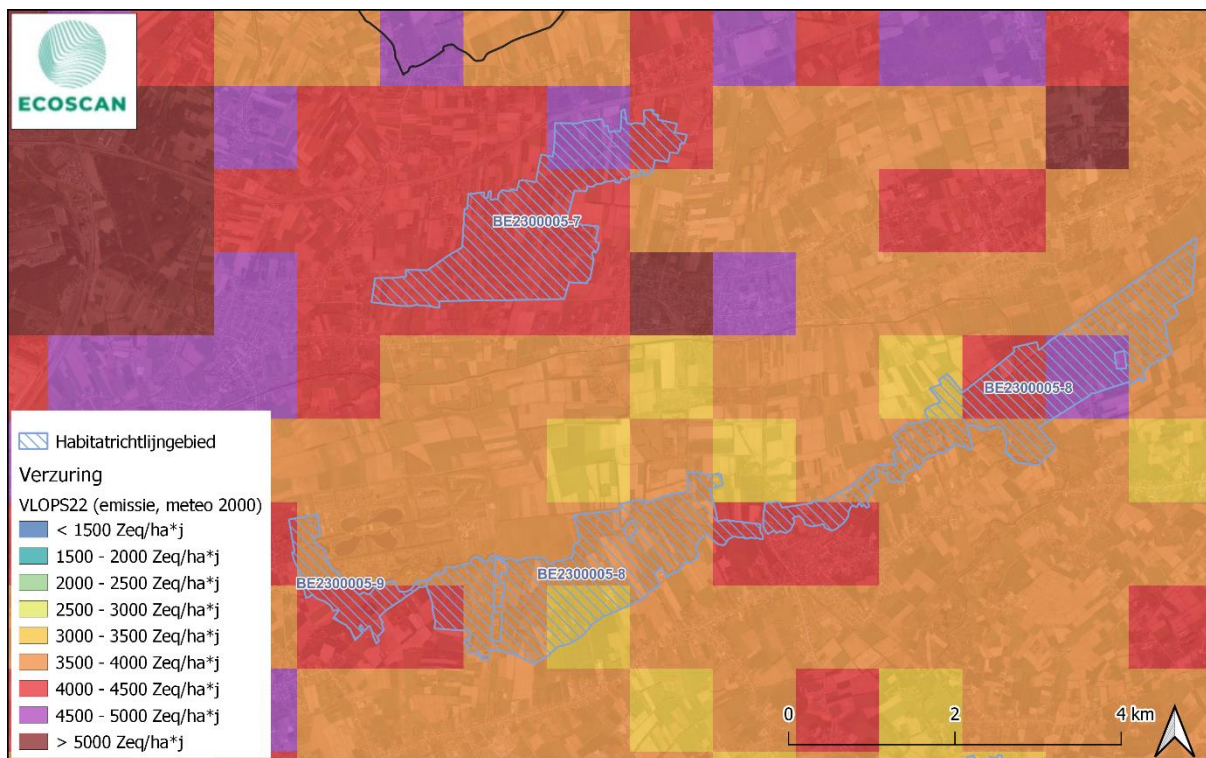 ECOSCAN
BE2300005-7
BE2300005-8
BE2300005-9
BE2300005-8
Habitatrichtlijngebied
Verzuring
VLOPS22 (emissie, meteo 2000)
< 1500 Zeq/ha*j
1500 - 2000 Zeq/ha*j
2000 - 2500 Zeq/ha*j
2500 - 3000 Zeq/ha*j
3000 - 3500 Zeq/ha*j
3500 - 4000 Zeq/ha*j
4000 - 4500 Zeq/ha*j
4500 - 5000 Zeq/ha*j
> 5000 Zeq/ha*j
0 2 4 km